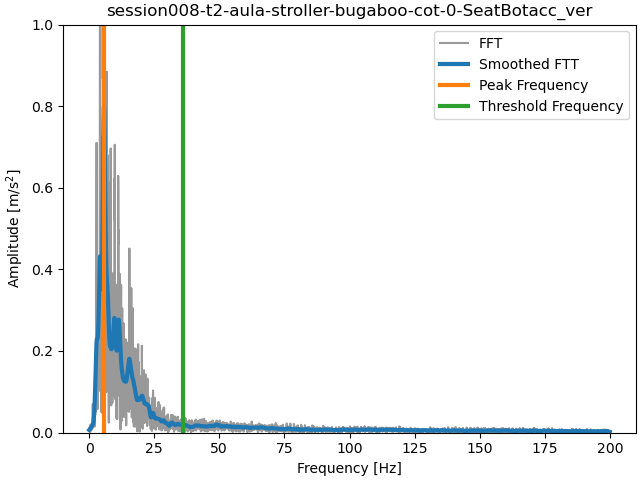 session008-t2-aula-stroller-bugaboo-cot-0-SeatBotacc_ver
1.0
FFT
Smoothed FTT
Peak Frequency
Threshold Frequency
0.8
0.6
0.4
0.2
0.0
Amplitude [m/s²]
0 25 50 75 100 125 150 175 200
Frequency [Hz]